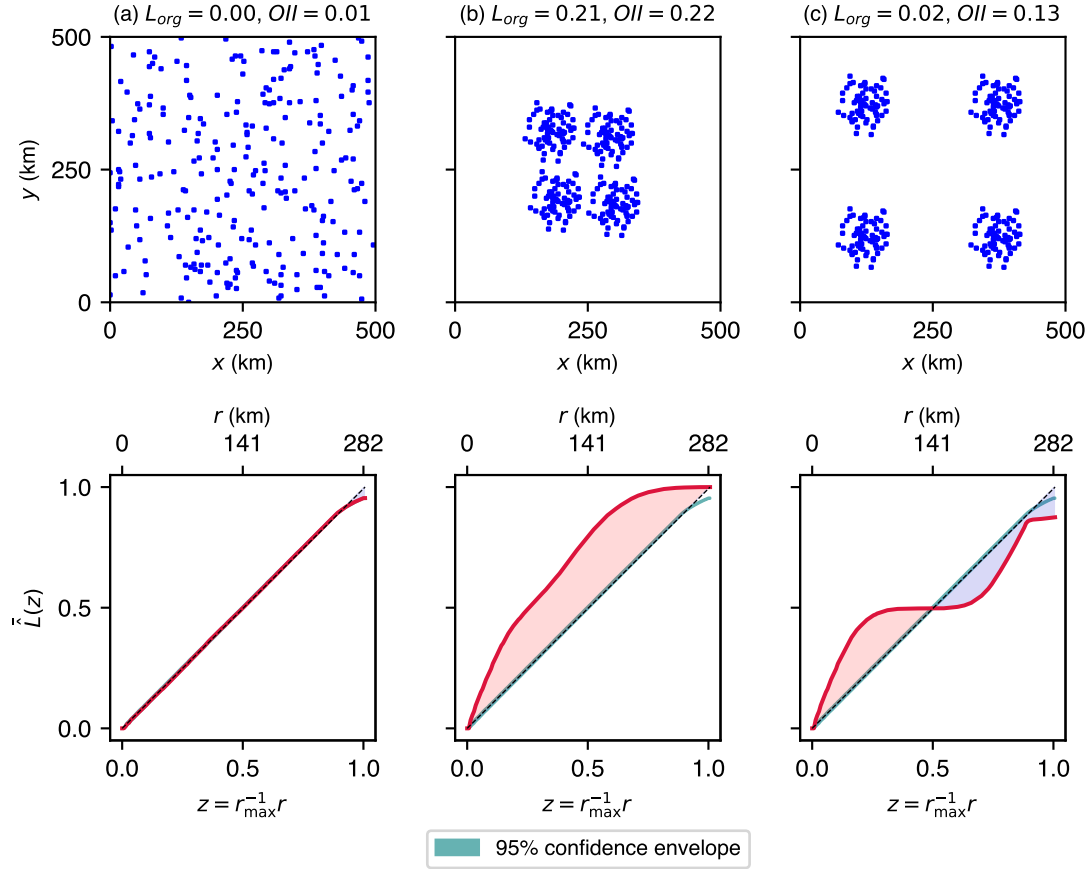 (a) L_org = 0.00, OII = 0.01
(b) L_org = 0.21, OII = 0.22
(c) L_org = 0.02, OII = 0.13
500
250
0
y (km)
0 250 500
x (km)
0 250 500
x (km)
0 250 500
x (km)
r (km)
0 141 282
r (km)
0 141 282
r (km)
0 141 282
1.0
0.5
0.0
L̂̄(z)
0.0 0.5 1.0
z = r_max^−1 r
0.0 0.5 1.0
z = r_max^−1 r
0.0 0.5 1.0
z = r_max^−1 r
95% confidence envelope